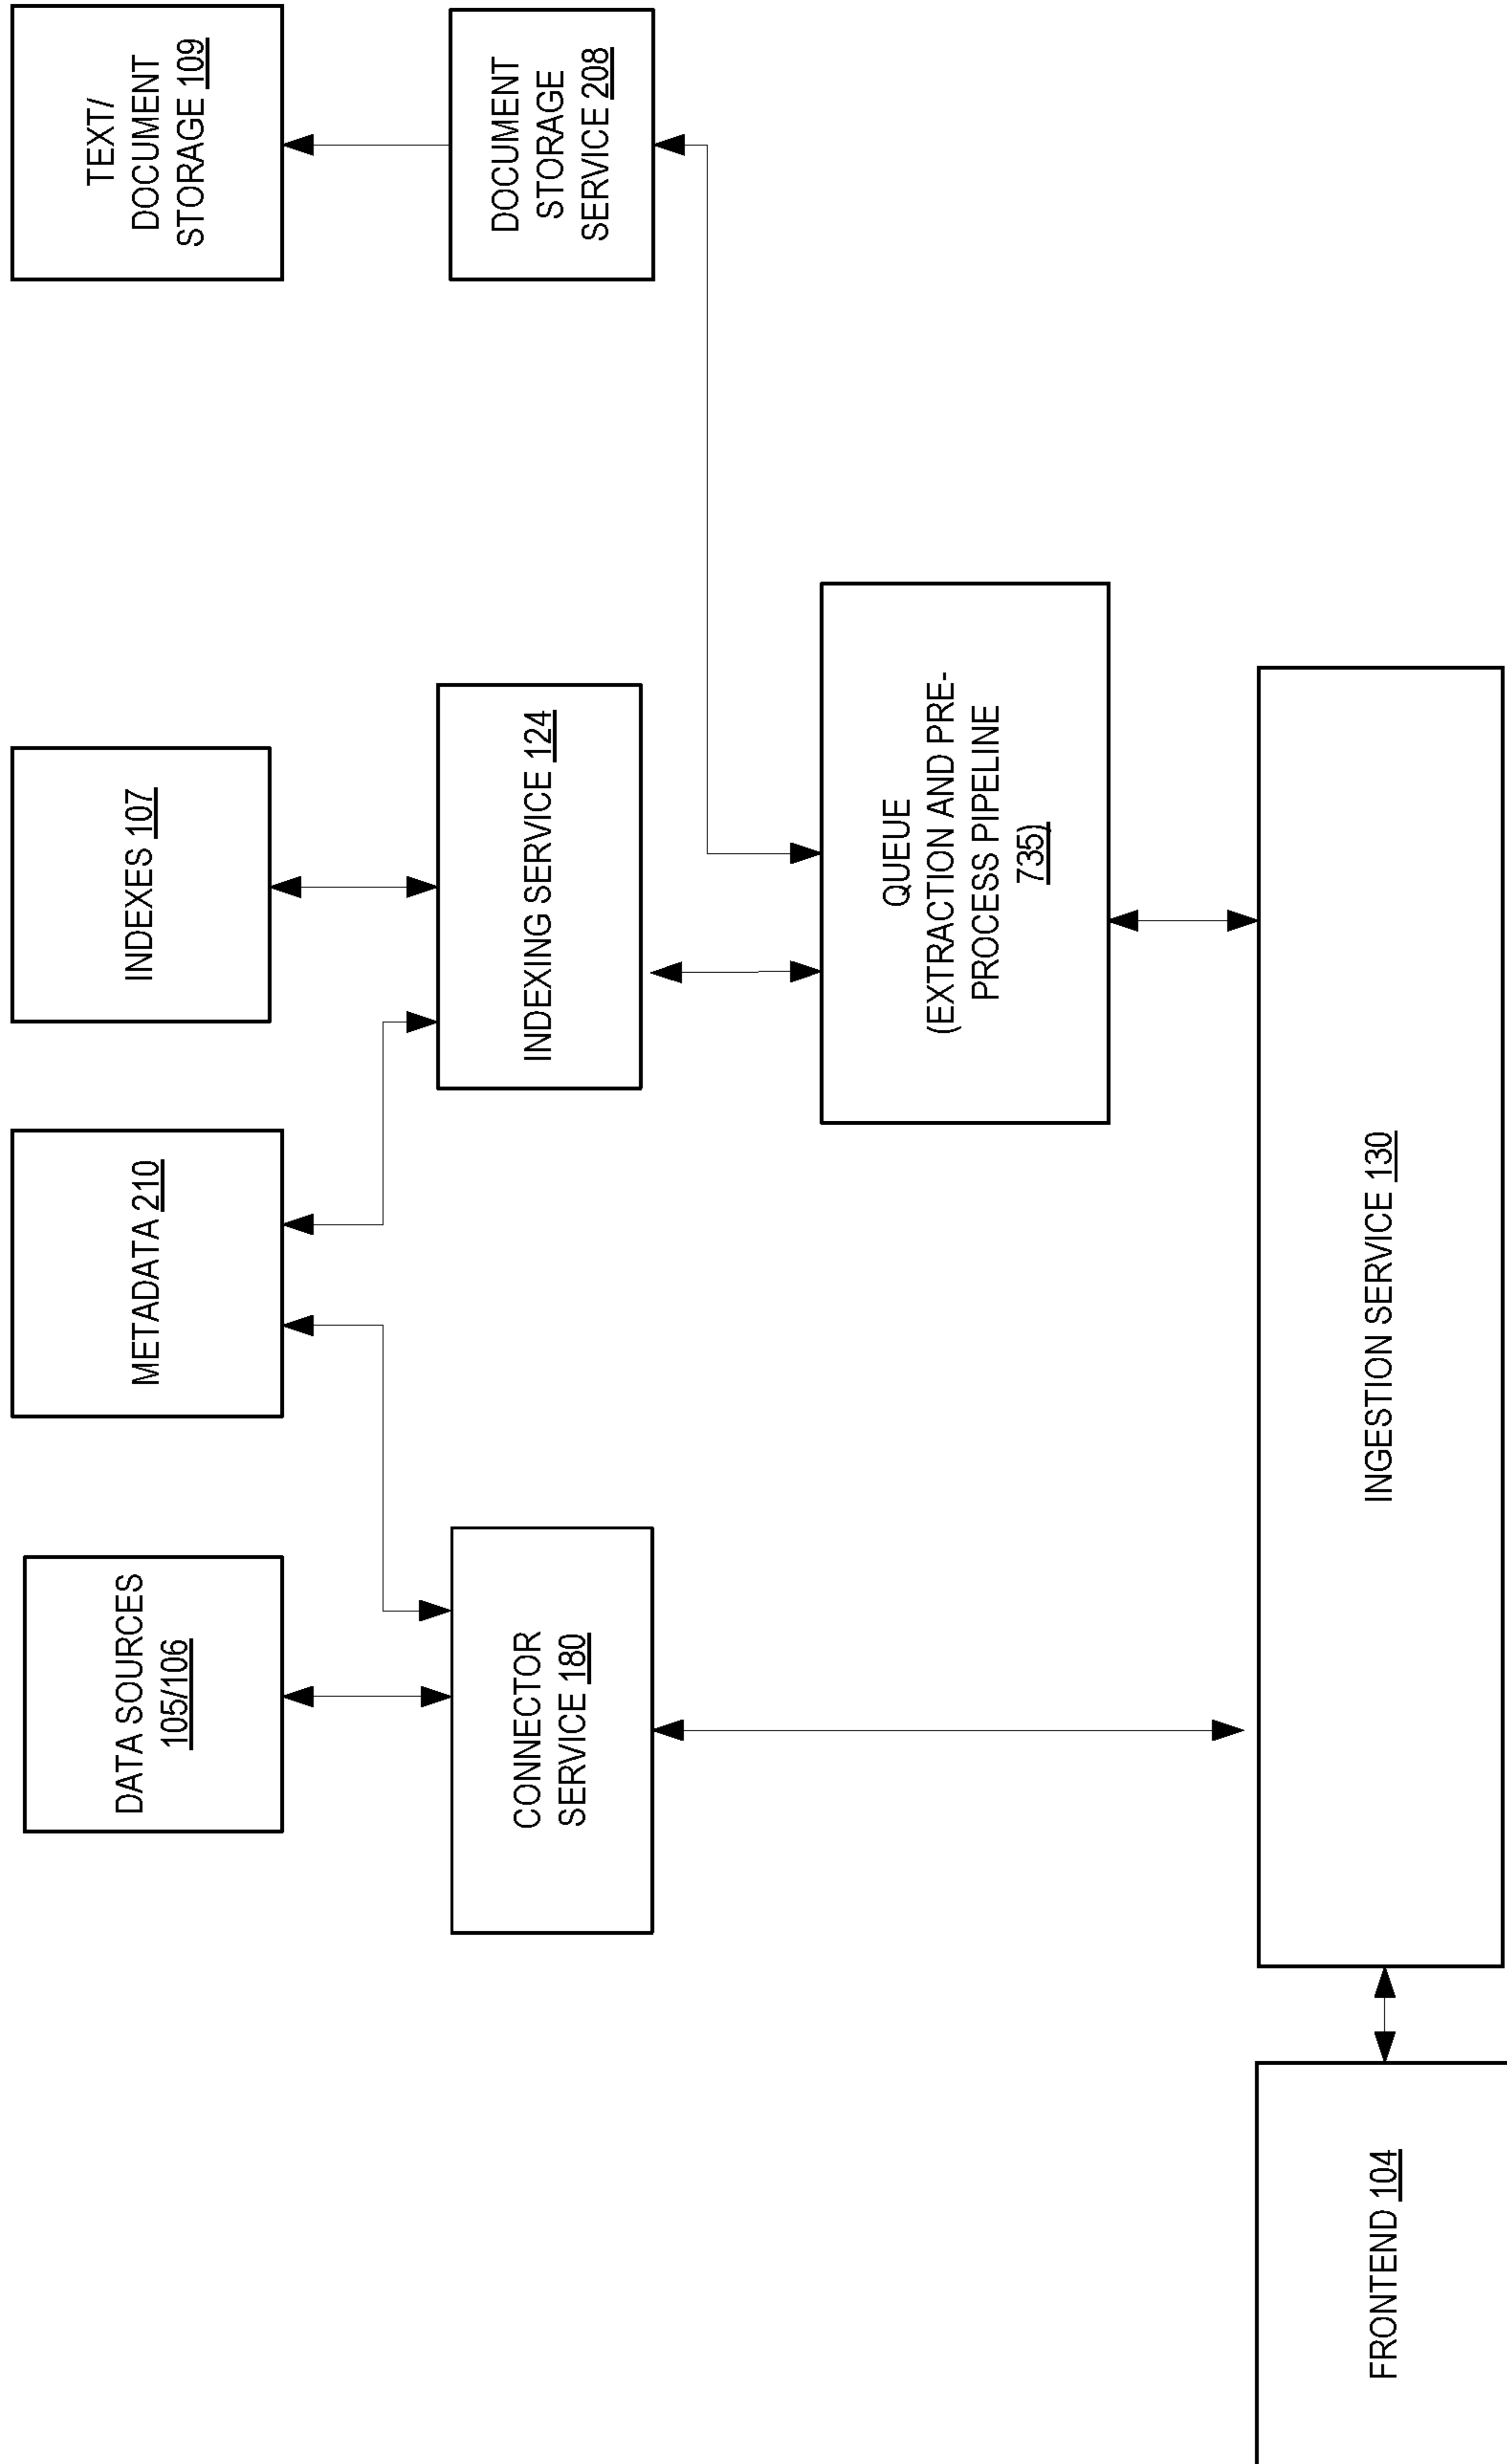 DATA SOURCES
105/106
METADATA 210
INDEXES 107
TEXT/
DOCUMENT
STORAGE 109
CONNECTOR
SERVICE 180
INDEXING SERVICE 124
DOCUMENT
STORAGE
SERVICE 208
QUEUE
(EXTRACTION AND PRE-
PROCESS PIPELINE
735)
FRONTEND 104
INGESTION SERVICE 130